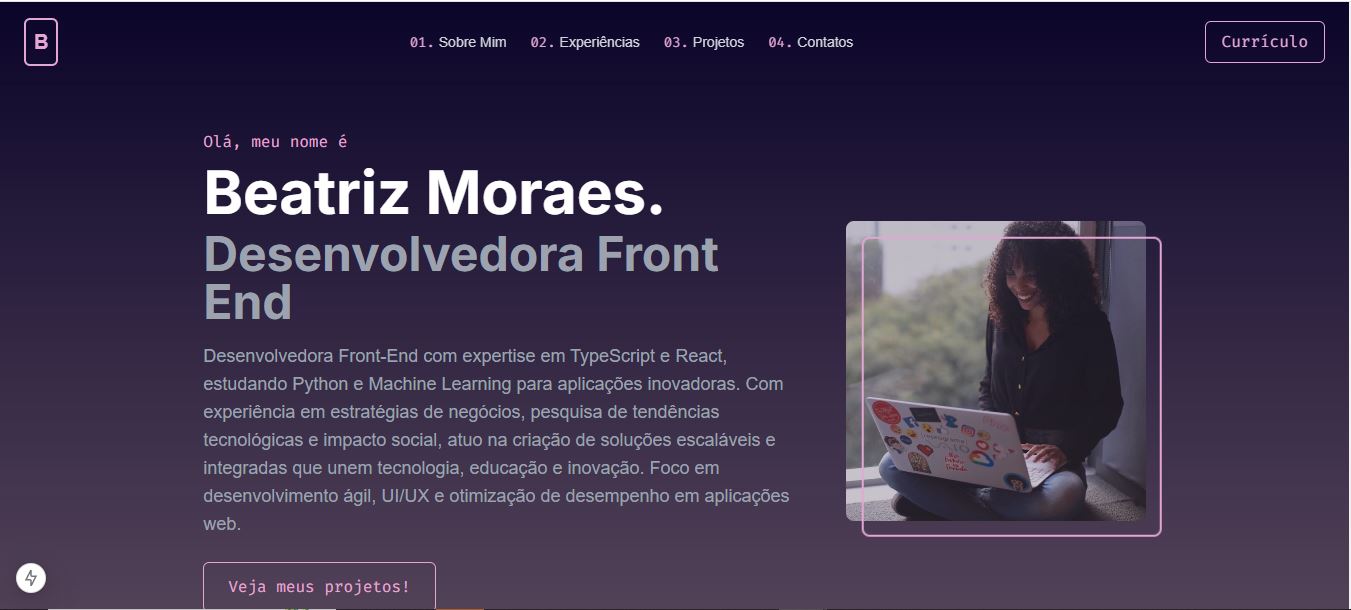 B
01. Sobre Mim
02. Experiências
03. Projetos
04. Contatos
Currículo
Olá, meu nome é
Beatriz Moraes.
Desenvolvedora Front
End
Desenvolvedora Front-End com expertise em TypeScript e React,
estudando Python e Machine Learning para aplicações inovadoras. Com
experiência em estratégias de negócios, pesquisa de tendências
tecnológicas e impacto social, atuo na criação de soluções escaláveis e
integradas que unem tecnologia, educação e inovação. Foco em
desenvolvimento ágil, UI/UX e otimização de desempenho em aplicações
web.
Veja meus projetos!